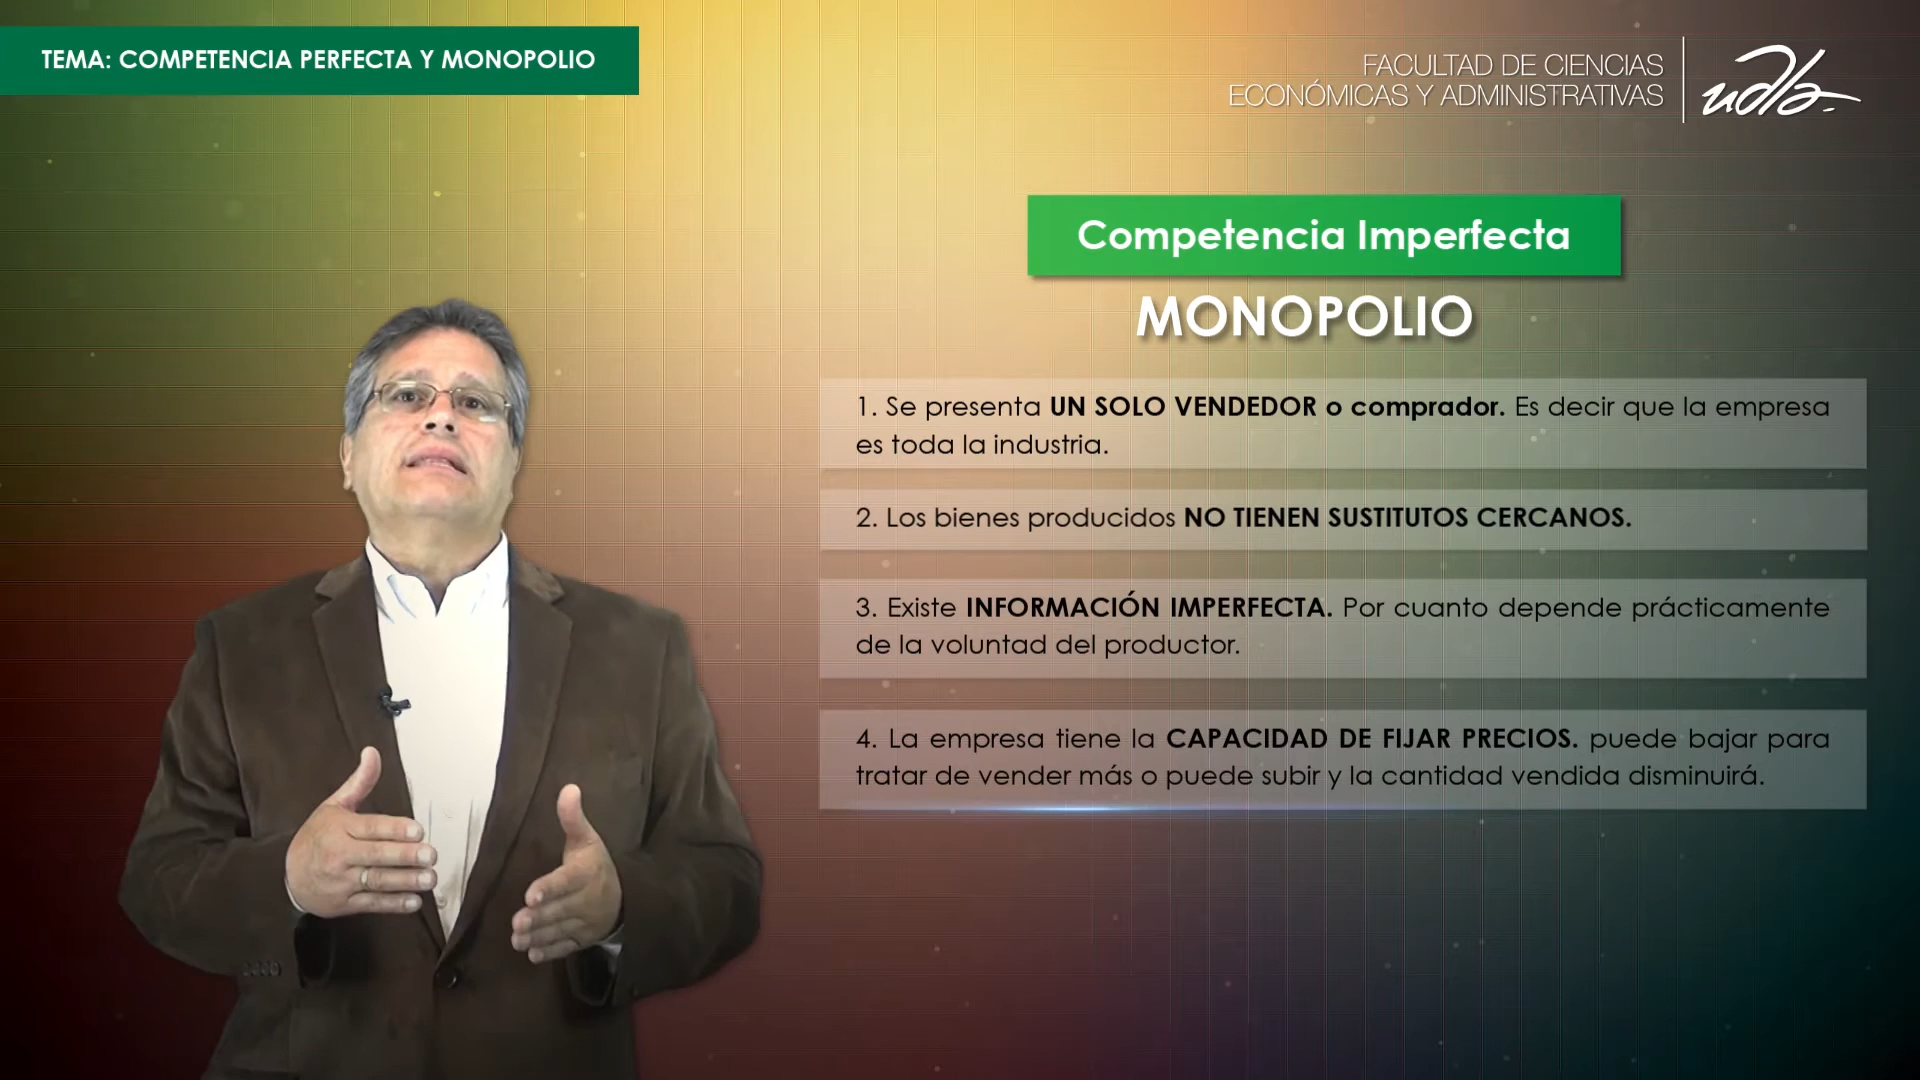 TEMA: COMPETENCIA PERFECTA Y MONOPOLIO
FACULTAD DE CIENCIAS
ECONÓMICAS Y ADMINISTRATIVAS
udla
Competencia Imperfecta
MONOPOLIO
1. Se presenta UN SOLO VENDEDOR o comprador. Es decir que la empresa
es toda la industria.
2. Los bienes producidos NO TIENEN SUSTITUTOS CERCANOS.
3. Existe INFORMACIÓN IMPERFECTA. Por cuanto depende prácticamente
de la voluntad del productor.
4. La empresa tiene la CAPACIDAD DE FIJAR PRECIOS. puede bajar para
tratar de vender más o puede subir y la cantidad vendida disminuirá.